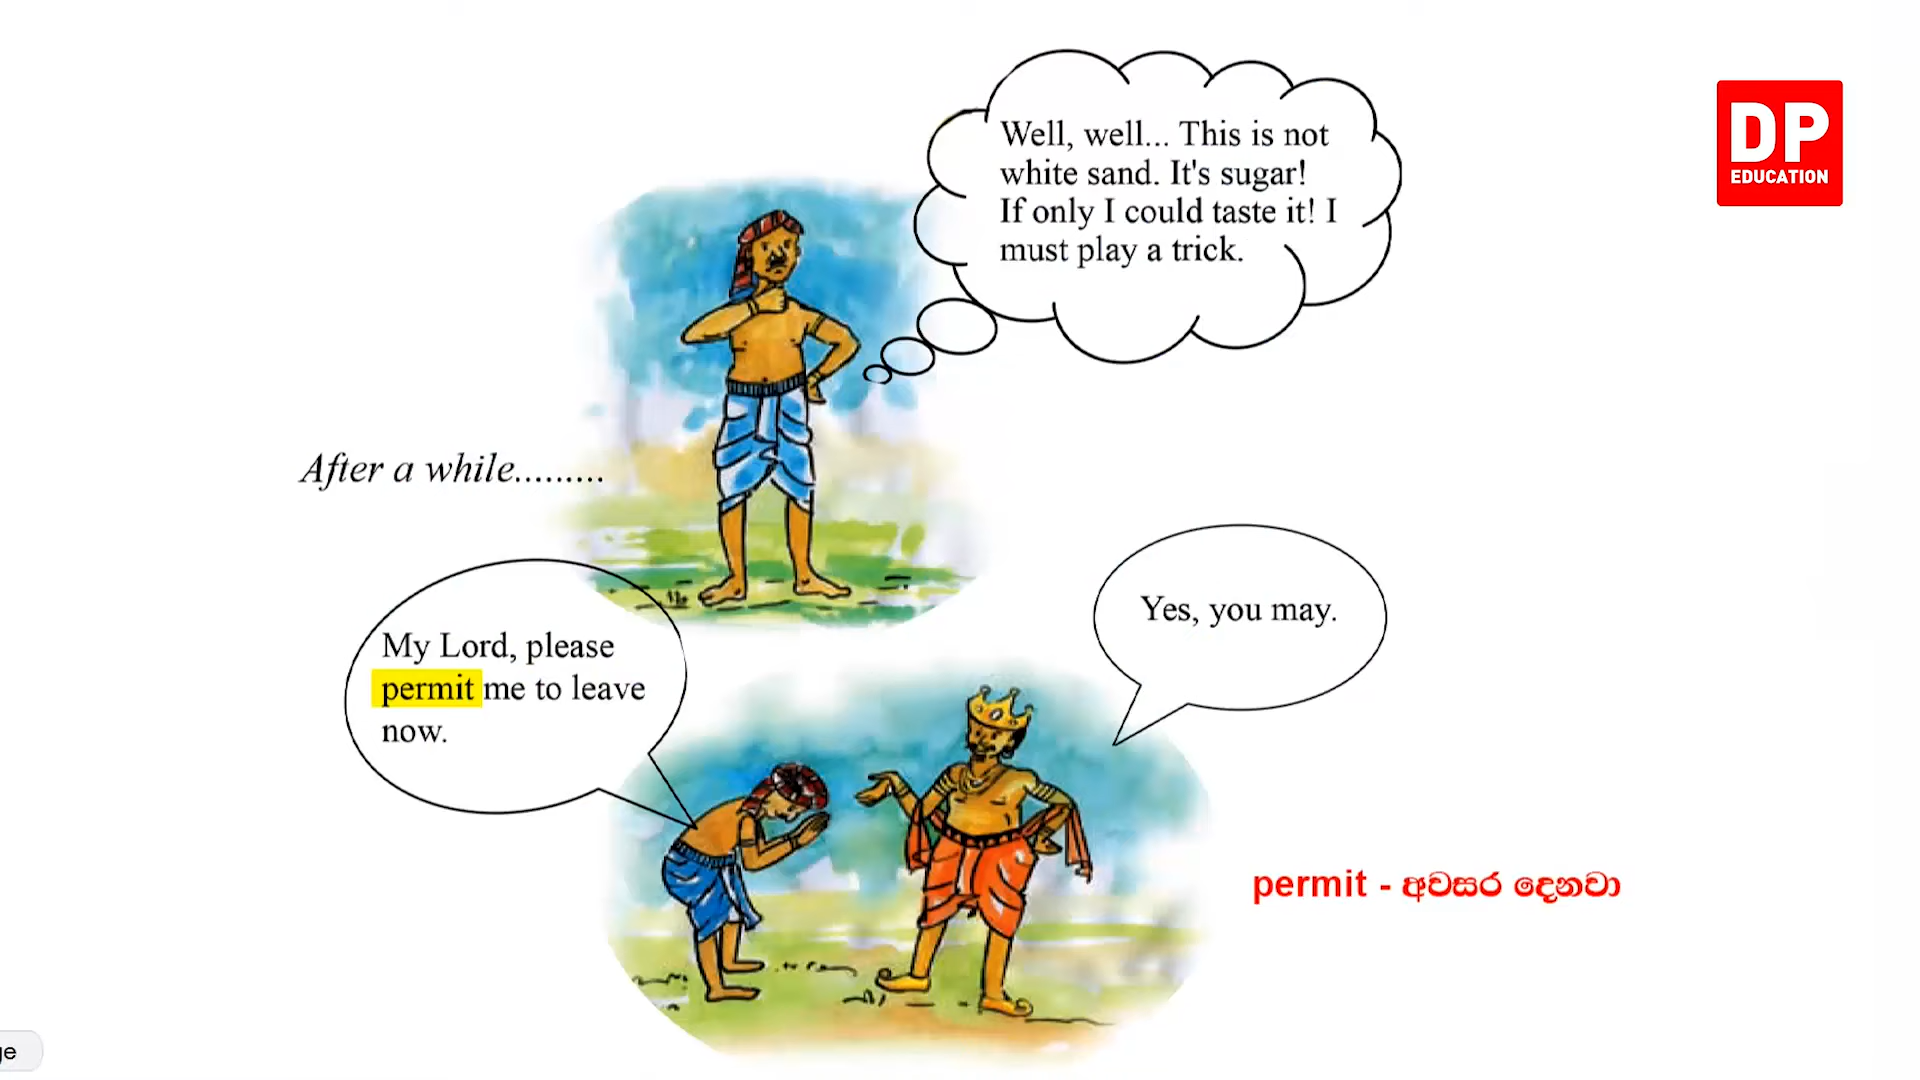 DP
EDUCATION
Well, well... This is not
white sand. It's sugar!
If only I could taste it! I
must play a trick.
After a while.........
My Lord, please
permit me to leave
now.
Yes, you may.
permit - අවසර දෙනවා